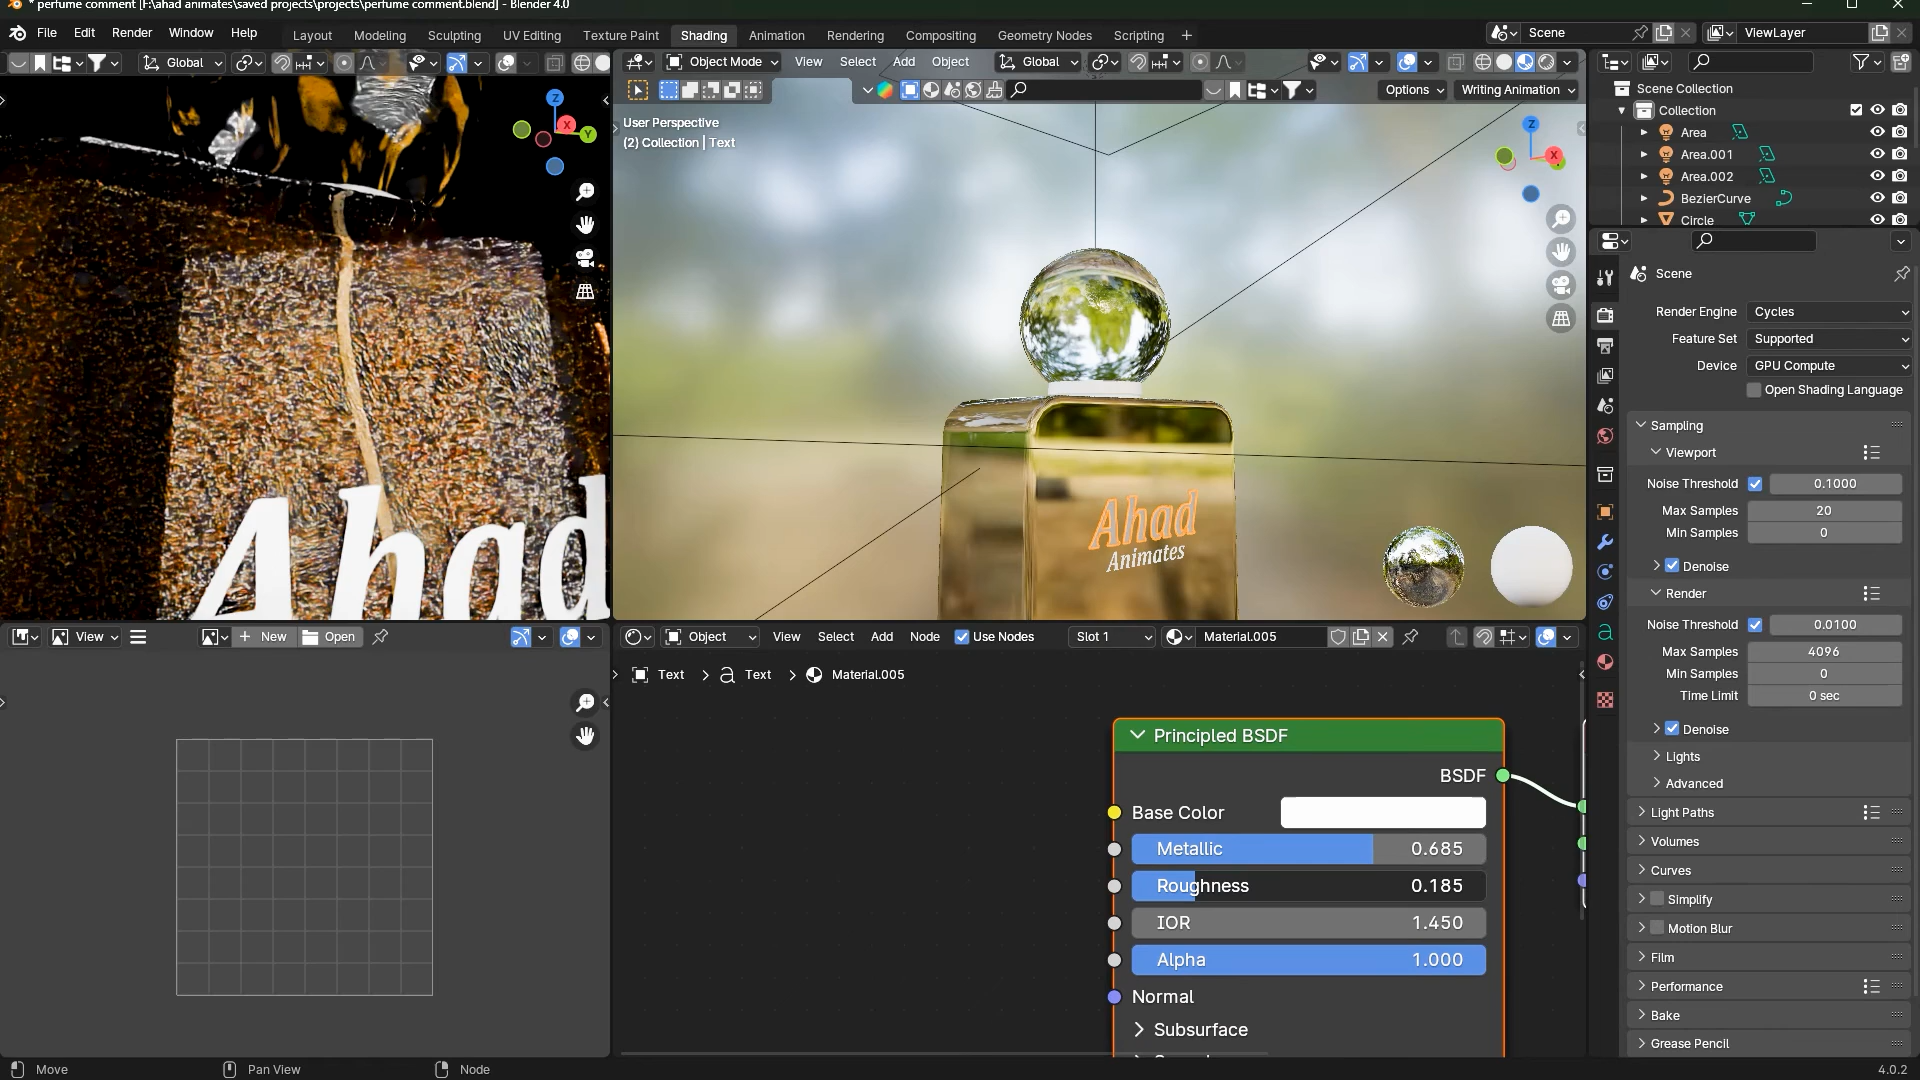 * perfume comment [F:\ahad animates\saved projects\projects\perfume comment.blend] - Blender 4.0
File Edit Render Window Help
Layout Modeling Sculpting UV Editing Texture Paint Shading Animation Rendering Compositing Geometry Nodes Scripting +
Scene
ViewLayer
Global
Object Mode View Select Add Object Global
Options Writing Animation
User Perspective
(2) Collection | Text
Z
X
Y
Z
X
Ahad
Ahad
Animates
Scene Collection
Collection
Area
Area.001
Area.002
BezierCurve
Circle
Scene
Render Engine Cycles
Feature Set Supported
Device GPU Compute
Open Shading Language
Sampling
Viewport
Noise Threshold 0.1000
Max Samples 20
Min Samples 0
Denoise
Render
Noise Threshold 0.0100
Max Samples 4096
Min Samples 0
Time Limit 0 sec
Denoise
Lights
Advanced
Light Paths
Volumes
Curves
Simplify
Motion Blur
Film
Performance
Bake
Grease Pencil
View New Open
Object View Select Add Node Use Nodes Slot 1 Material.005
Text > Text > Material.005
Principled BSDF
BSDF
Base Color
Metallic 0.685
Roughness 0.185
IOR 1.450
Alpha 1.000
Normal
Subsurface
Move Pan View Node
4.0.2